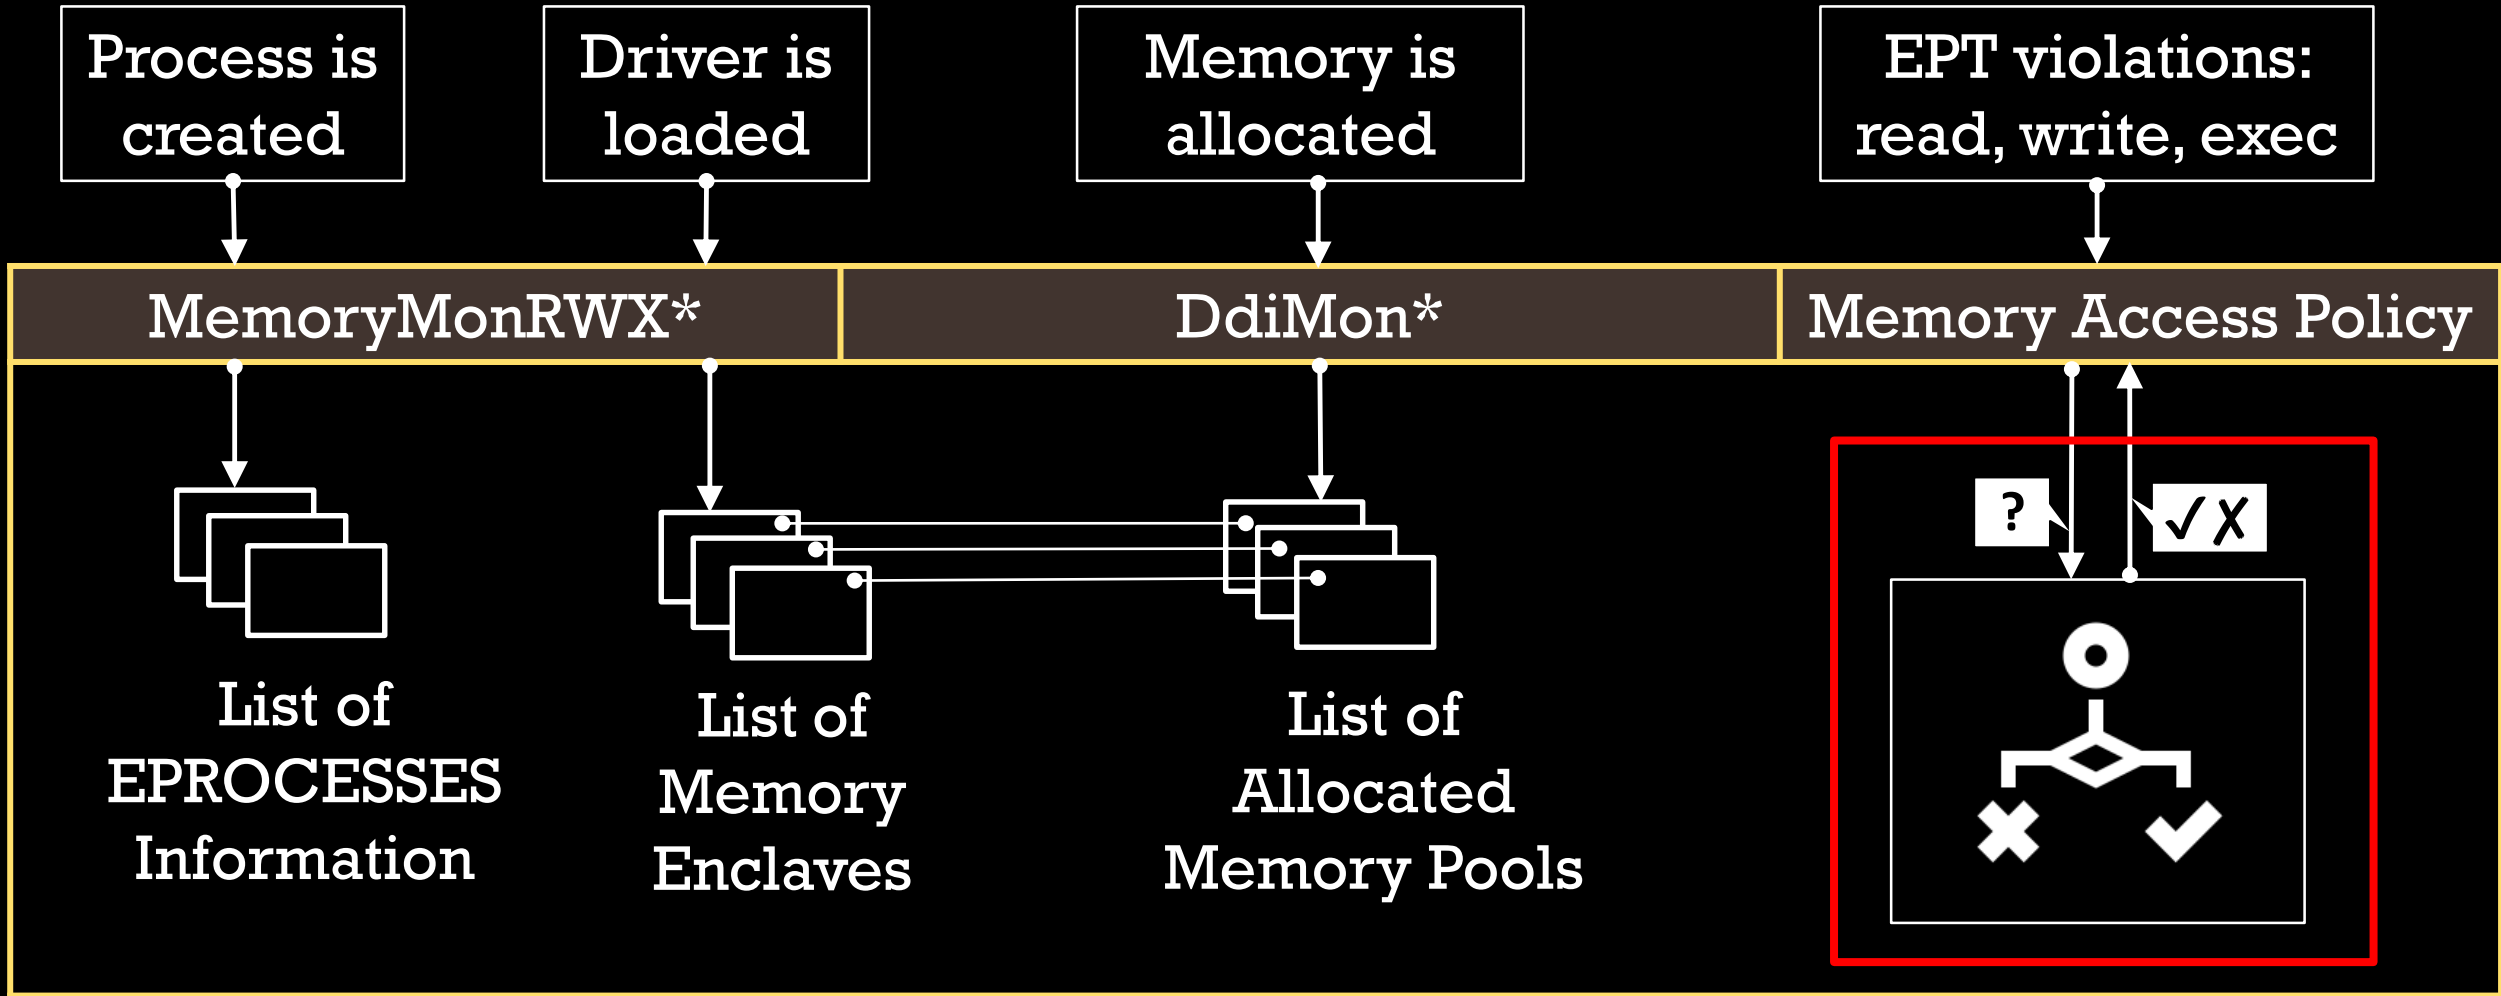 Process is
created
Driver is
loaded
Memory is
allocated
EPT violations:
read, write, exec
MemoryMonRWX*
DdiMon*
Memory Access Policy
?
√X
List of
EPROCESSES
Information
List of
Memory
Enclaves
List of
Allocated
Memory Pools